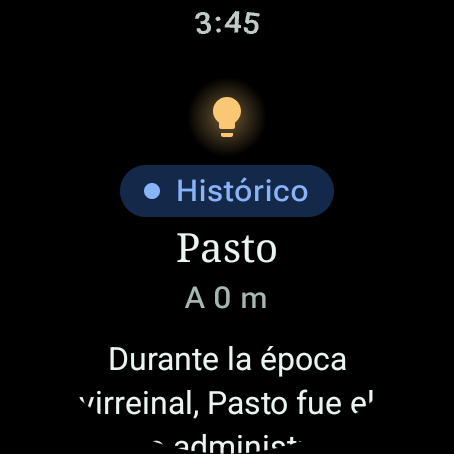 3:45
Histórico
Pasto
A 0 m
Durante la época
virreinal, Pasto fue el